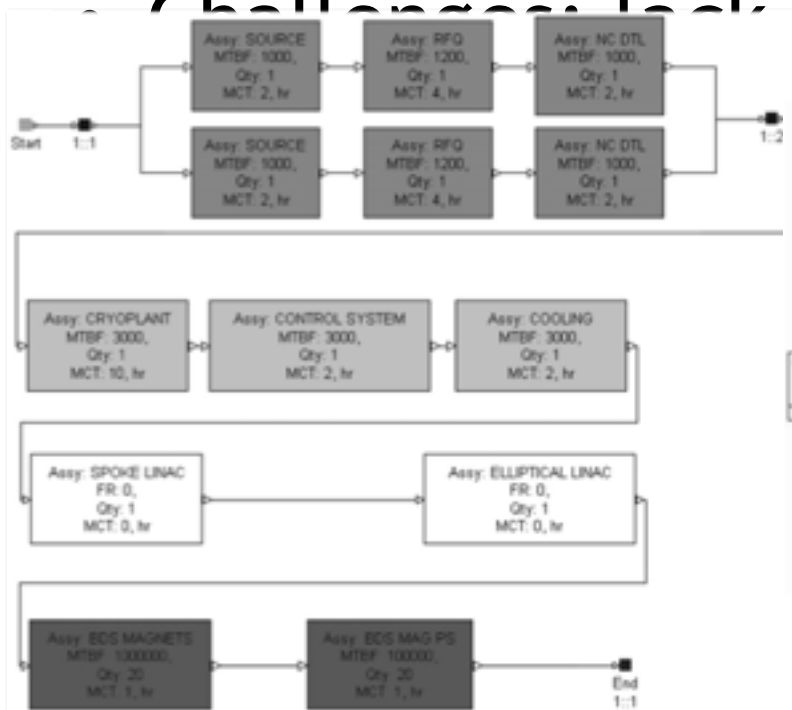 Challenges: lack
Assy: SOURCE
MTBF: 1000,
Qty: 1
MCT: 2, hr
Assy: RFQ
MTBF: 1200,
Qty: 1
MCT: 4, hr
Assy: NC DTL
MTBF: 1000,
Qty: 1
MCT: 2, hr
Start
1::1
1::2
Assy: SOURCE
MTBF: 1000,
Qty: 1
MCT: 2, hr
Assy: RFQ
MTBF: 1200,
Qty: 1
MCT: 4, hr
Assy: NC DTL
MTBF: 1000,
Qty: 1
MCT: 2, hr
Assy: CRYOPLANT
MTBF: 3000,
Qty: 1
MCT: 10, hr
Assy: CONTROL SYSTEM
MTBF: 3000,
Qty: 1
MCT: 2, hr
Assy: COOLING
MTBF: 3000,
Qty: 1
MCT: 2, hr
Assy: SPOKE LINAC
FR: 0,
Qty: 1
MCT: 0, hr
Assy: ELLIPTICAL LINAC
FR: 0,
Qty: 1
MCT: 0, hr
Assy: BDS MAGNETS
MTBF: 1000000,
Qty: 20
MCT: 1, hr
Assy: BDS MAG PS
MTBF: 100000,
Qty: 20
MCT: 1, hr
End
1::1